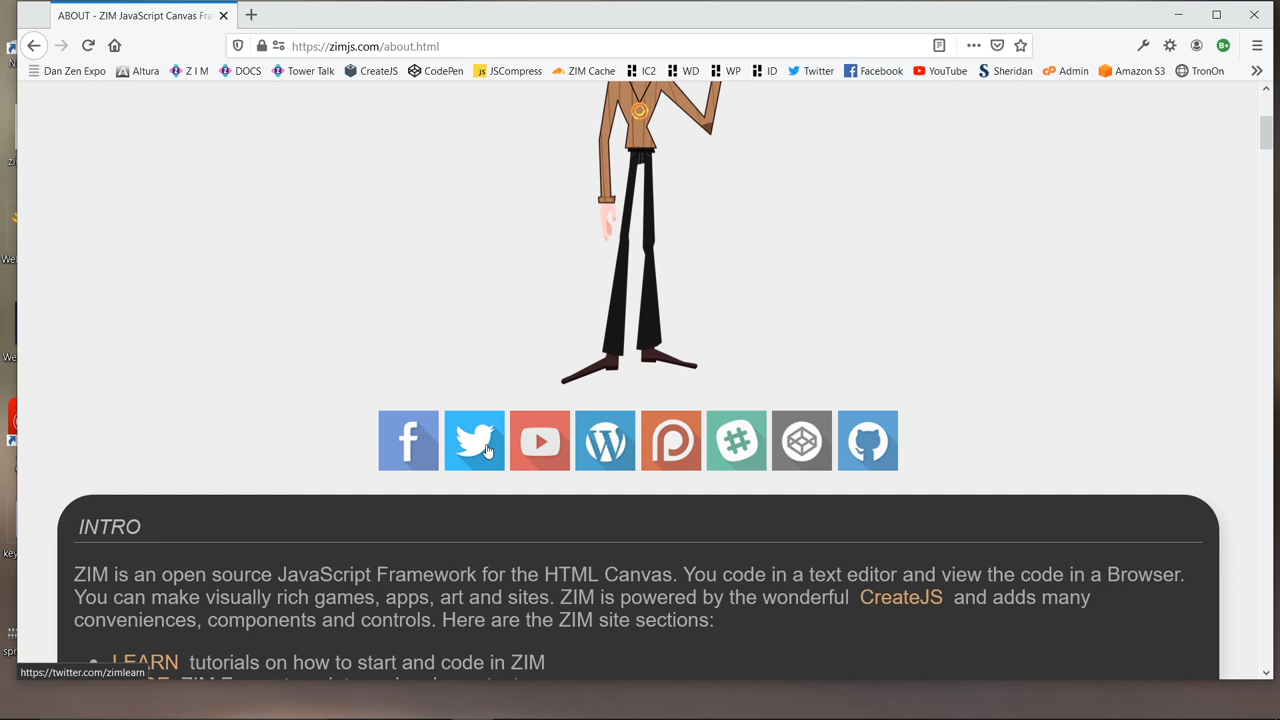 ABOUT - ZIM JavaScript Canvas Fra
https://zimjs.com/about.html
Dan Zen Expo Altura Z I M DOCS Tower Talk CreateJS CodePen JSCompress ZIM Cache IC2 WD WP ID Twitter Facebook YouTube Sheridan Admin Amazon S3 TronOn
INTRO
ZIM is an open source JavaScript Framework for the HTML Canvas. You code in a text editor and view the code in a Browser.
You can make visually rich games, apps, art and sites. ZIM is powered by the wonderful CreateJS and adds many
conveniences, components and controls. Here are the ZIM site sections:
LEARN tutorials on how to start and code in ZIM
https://twitter.com/zimlearn